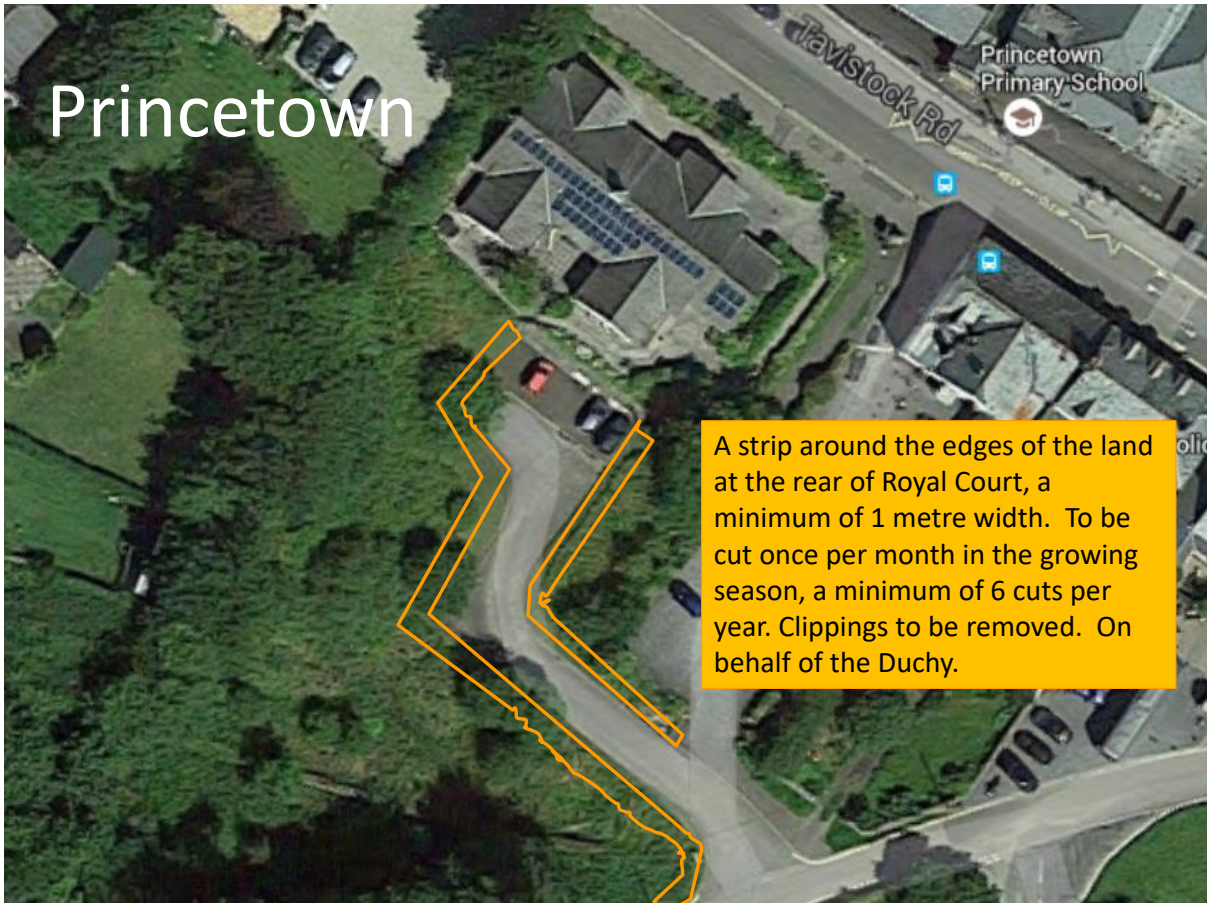 Princetown
Tavistock Rd
Princetown
Primary School
A strip around the edges of the land
at the rear of Royal Court, a
minimum of 1 metre width.  To be
cut once per month in the growing
season, a minimum of 6 cuts per
year. Clippings to be removed.  On
behalf of the Duchy.